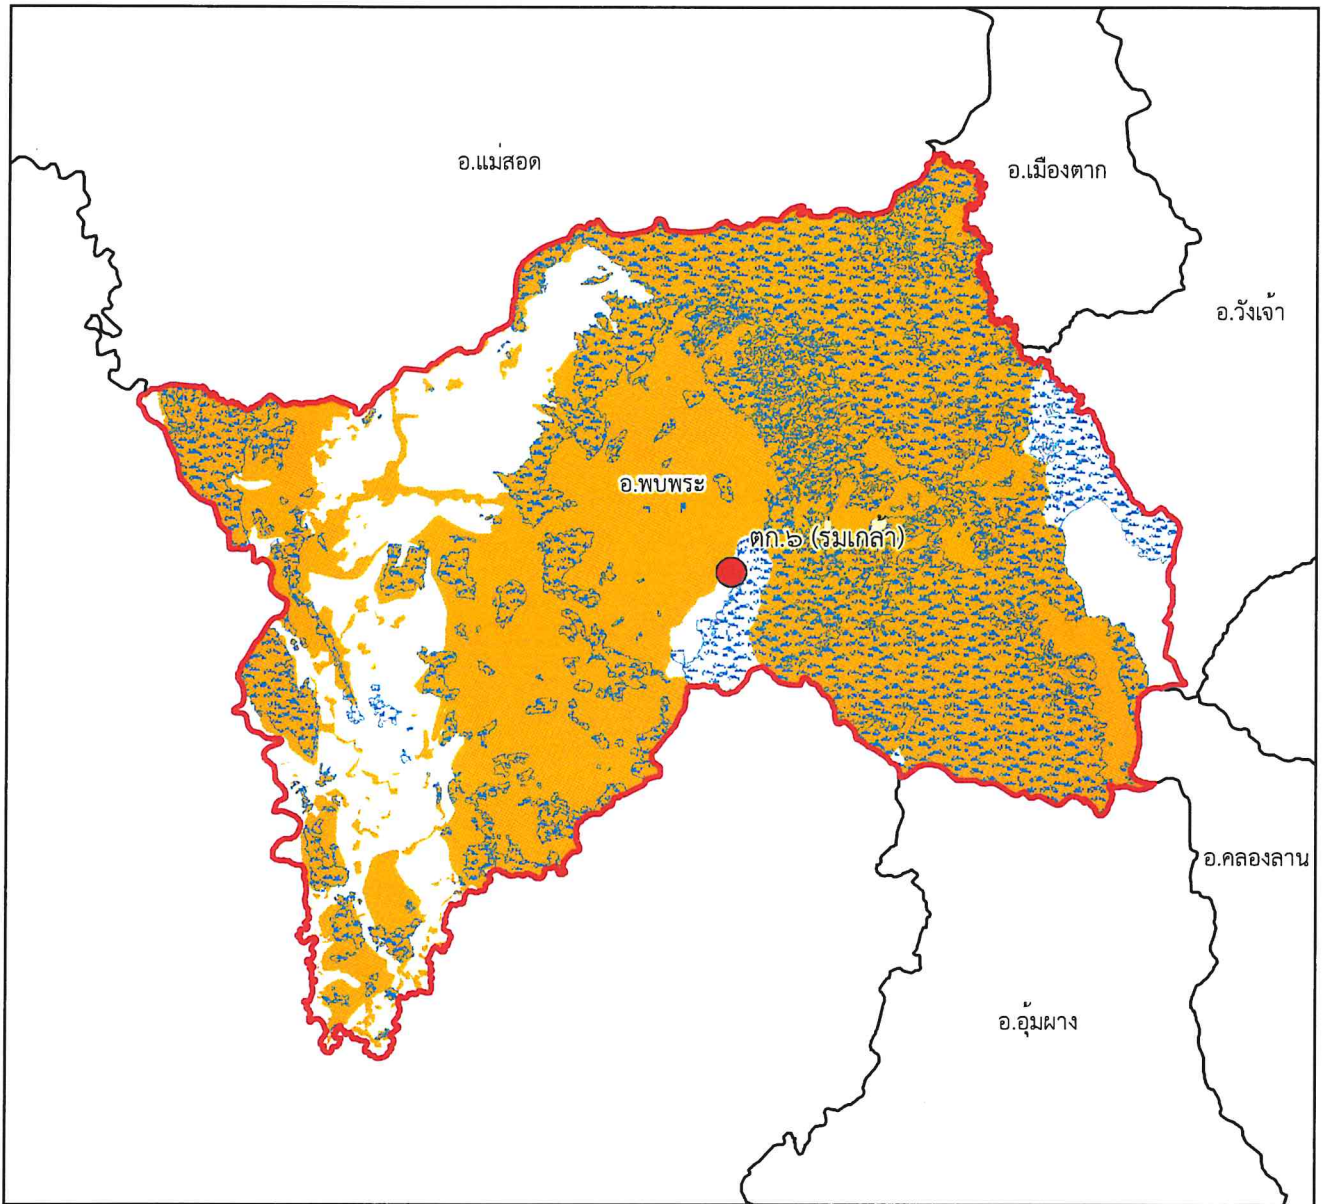 อ.แม่สอด
อ.เมืองตาก
อ.วังเจ้า
อ.พบพระ
ตก.๖ (ร่มเกล้า)
อ.คลองลาน
อ.อุ้มผาง